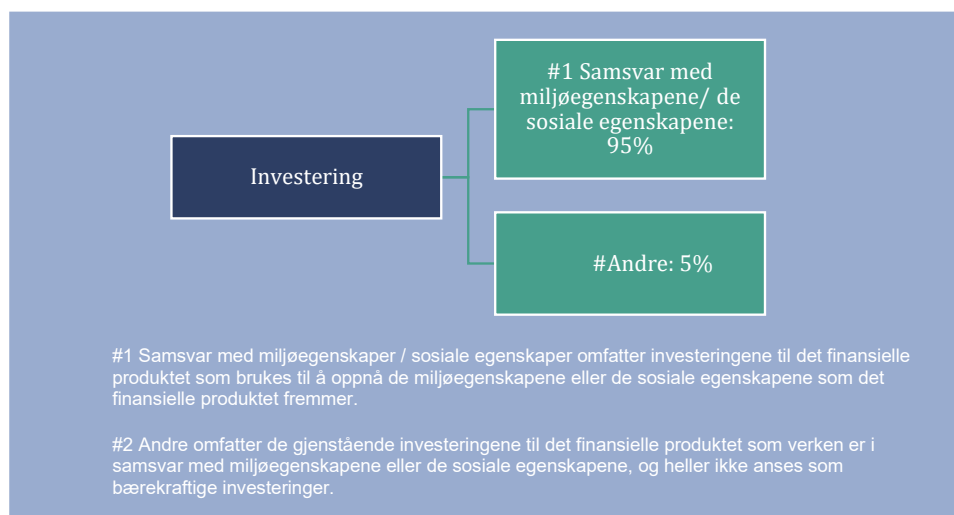 #1 Samsvar med
miljøegenskapene/ de
sosiale egenskapene:
95%
Investering
#Andre: 5%
#1 Samsvar med miljøegenskaper / sosiale egenskaper omfatter investeringene til det finansielle
produktet som brukes til å oppnå de miljøegenskapene eller de sosiale egenskapene som det
finansielle produktet fremmer.
#2 Andre omfatter de gjenstående investeringene til det finansielle produktet som verken er i
samsvar med miljøegenskapene eller de sosiale egenskapene, og heller ikke anses som
bærekraftige investeringer.